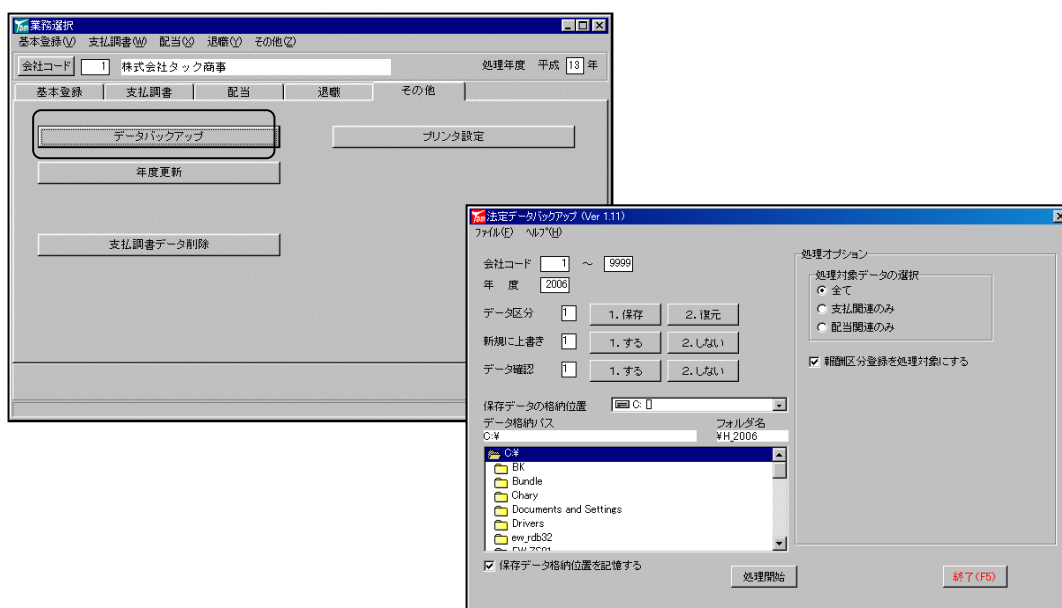 業務選択
基本登録(V) 支払調書(W) 配当(X) 退職(Y) その他(Z)
会社コード 1 株式会社タック商事 処理年度 平成 18 年
基本登録 支払調書 配当 退職 その他
データバックアップ プリンタ設定
年度更新
支払調書データ削除
法定データバックアップ (Ver 1.11)
ファイル(F) ヘルプ(H)
会社コード 1 ～ 9999
年 度 2006
データ区分 1 1.保存 2.復元
新規に上書き 1 1.する 2.しない
データ確認 1 1.する 2.しない
保存データの格納位置 C: []
データ格納パス フォルダ名
C:¥ ¥H_2006
C:¥
BK
Bundle
Chary
Documents and Settings
Drivers
ew_rdb32
保存データ格納位置を記憶する
処理オプション
処理対象データの選択
全て
支払関連のみ
配当関連のみ
報酬区分登録を処理対象にする
処理開始 終了(F5)